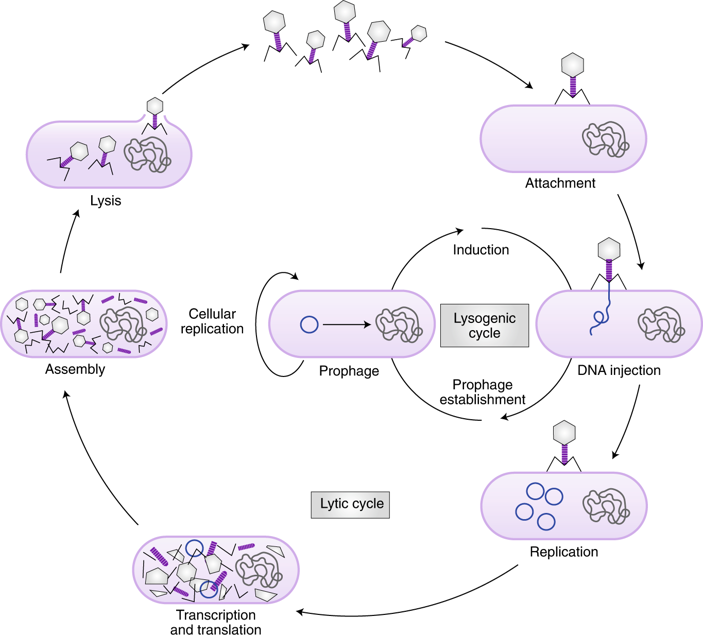 Attachment
Lysis
Induction
Cellular
replication
Lysogenic
cycle
Prophage
DNA injection
Assembly
Prophage
establishment
Lytic cycle
Replication
Transcription
and translation